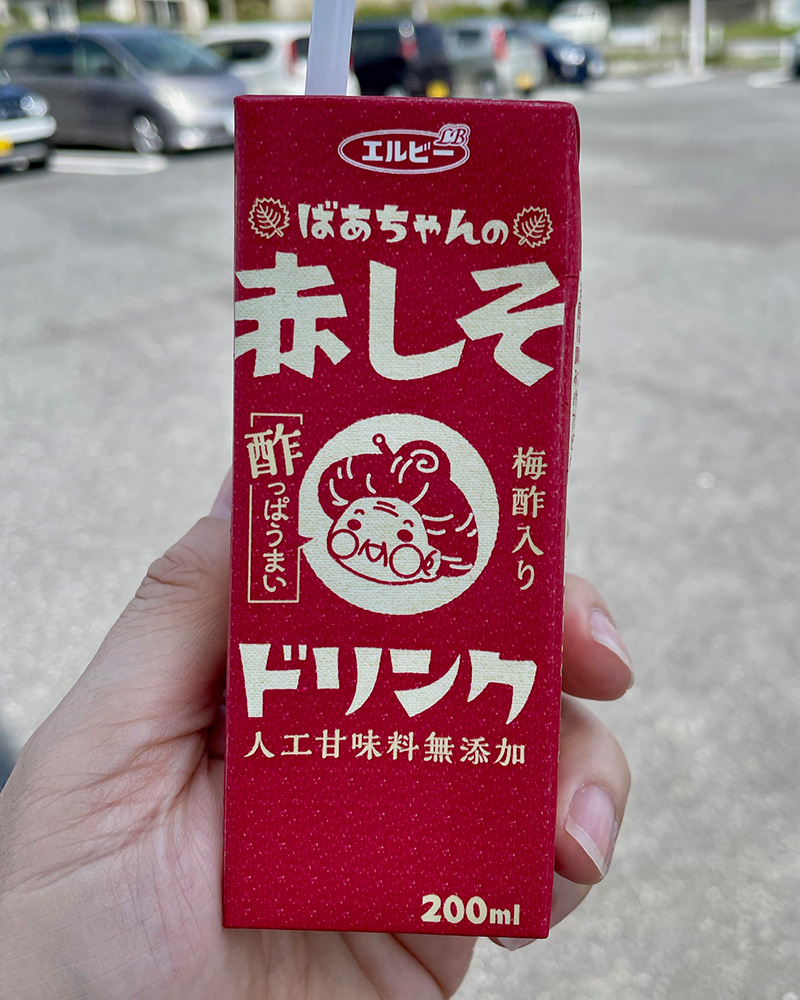 エルビー LB
ばあちゃんの
赤しそ
酢っぱうまい
梅酢入り
ドリンク
人工甘味料無添加
200ml